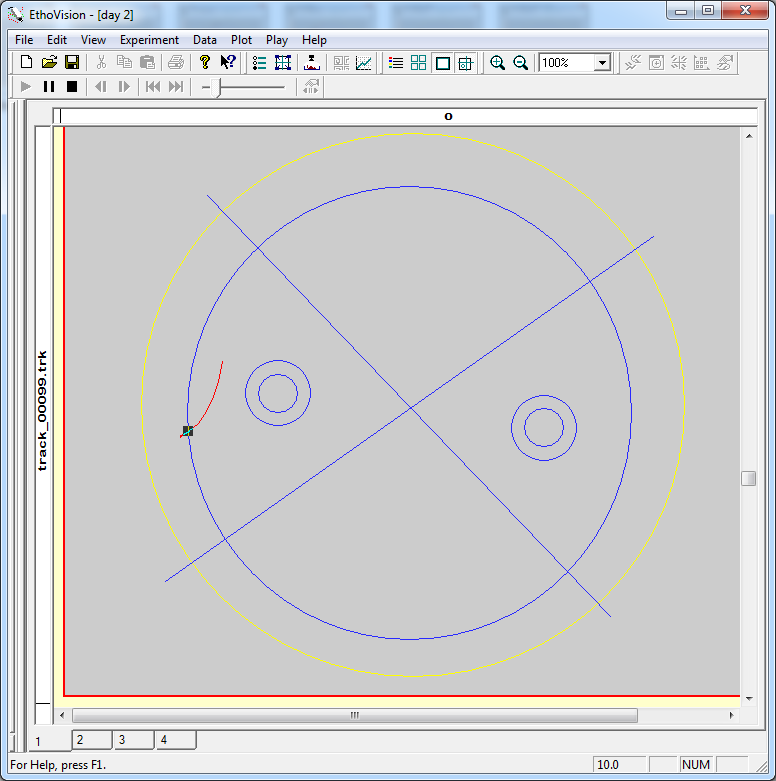 EthoVision - [day 2]
File Edit View Experiment Data Plot Play Help
100%
o
track_00099.trk
1 2 3 4
For Help, press F1. 10.0 NUM